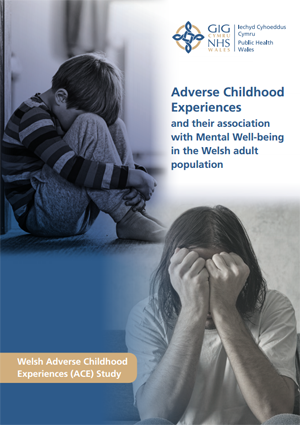 GIG
CYMRU
NHS
WALES
Iechyd Cyhoeddus
Cymru
Public Health
Wales
Adverse Childhood
Experiences
and their association
with Mental Well-being
in the Welsh adult
population
Welsh Adverse Childhood
Experiences (ACE) Study